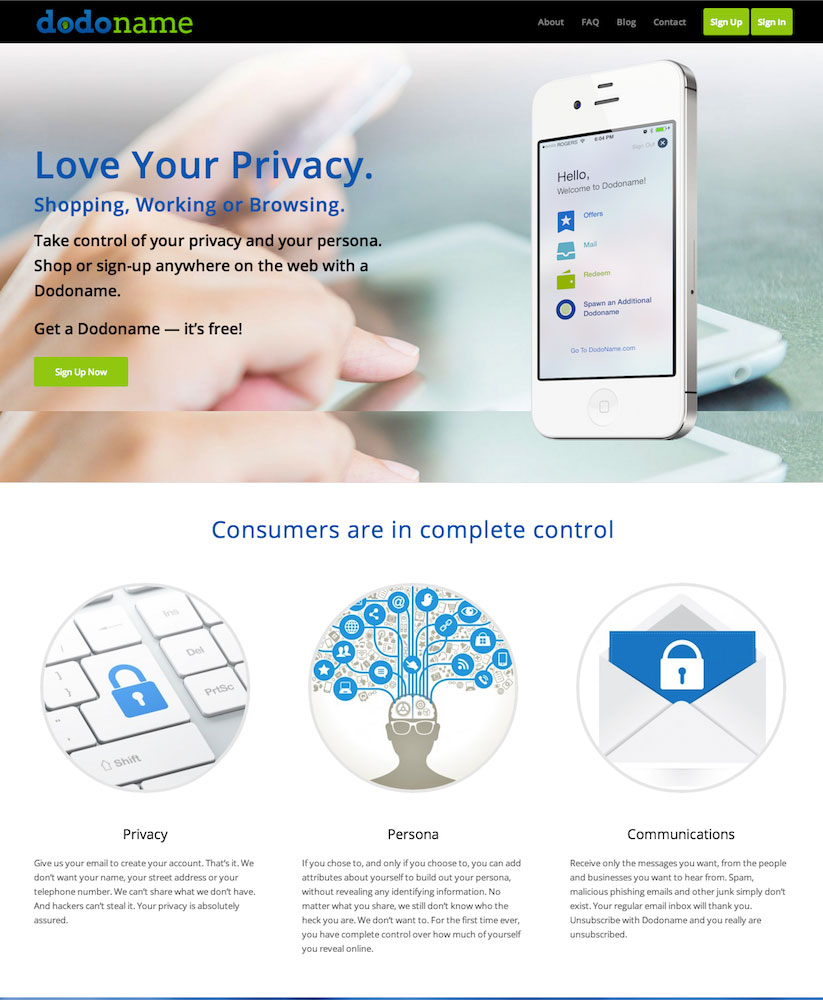 dodoname
About FAQ Blog Contact Sign Up Sign In
Love Your Privacy.
Shopping, Working or Browsing.
Take control of your privacy and your persona.
Shop or sign-up anywhere on the web with a
Dodoname.
Get a Dodoname — it's free!
Sign Up Now
ROGERS 6:04 PM
Sign Out
Hello,
Welcome to Dodoname!
Offers
Mail
Redeem
Spawn an Additional
Dodoname
Go To DodoName.com
Consumers are in complete control
Ins
Del
PrtSc
Shift
Privacy
Give us your email to create your account. That's it. We
don't want your name, your street address or your
telephone number. We can't share what we don't have.
And hackers can't steal it. Your privacy is absolutely
assured.
Persona
If you chose to, and only if you choose to, you can add
attributes about yourself to build out your persona,
without revealing any identifying information. No
matter what you share, we still don't know who the
heck you are. We don't want to. For the first time ever,
you have complete control over how much of yourself
you reveal online.
Communications
Receive only the messages you want, from the people
and businesses you want to hear from. Spam,
malicious phishing emails and other junk simply don't
exist. Your regular email inbox will thank you.
Unsubscribe with Dodoname and you really are
unsubscribed.